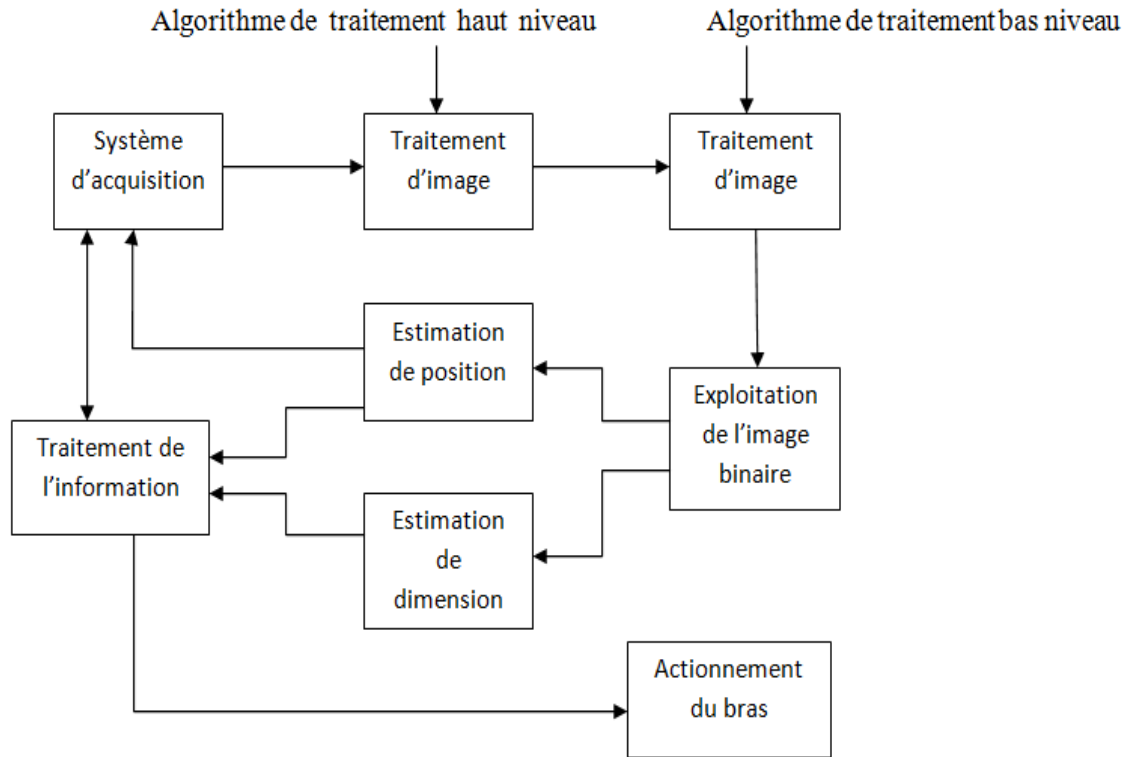 Algorithme de traitement haut niveau
Algorithme de traitement bas niveau
Système
d'acquisition
Traitement
d'image
Traitement
d'image
Estimation
de position
Exploitation
de l'image
binaire
Traitement de
l'information
Estimation
de
dimension
Actionnement
du bras